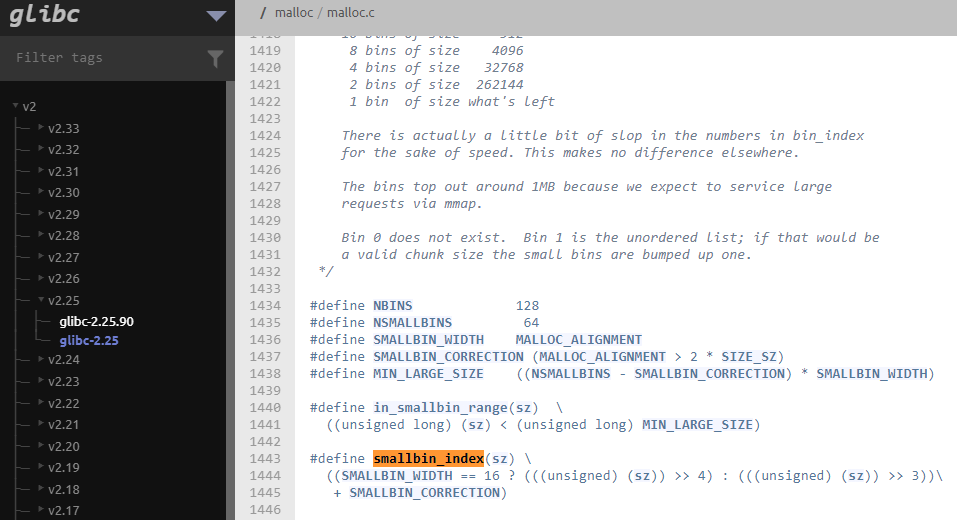 glibc
/ malloc / malloc.c
Filter tags
v2
v2.33
v2.32
v2.31
v2.30
v2.29
v2.28
v2.27
v2.26
v2.25
glibc-2.25.90
glibc-2.25
v2.24
v2.23
v2.22
v2.21
v2.20
v2.19
v2.18
v2.17
1418 16 bins of size 512
1419 8 bins of size 4096
1420 4 bins of size 32768
1421 2 bins of size 262144
1422 1 bin of size what's left
1423
1424 There is actually a little bit of slop in the numbers in bin_index
1425 for the sake of speed. This makes no difference elsewhere.
1426
1427 The bins top out around 1MB because we expect to service large
1428 requests via mmap.
1429
1430 Bin 0 does not exist. Bin 1 is the unordered list; if that would be
1431 a valid chunk size the small bins are bumped up one.
1432 */
1433
1434 #define NBINS 128
1435 #define NSMALLBINS 64
1436 #define SMALLBIN_WIDTH MALLOC_ALIGNMENT
1437 #define SMALLBIN_CORRECTION (MALLOC_ALIGNMENT > 2 * SIZE_SZ)
1438 #define MIN_LARGE_SIZE ((NSMALLBINS - SMALLBIN_CORRECTION) * SMALLBIN_WIDTH)
1439
1440 #define in_smallbin_range(sz) \
1441 ((unsigned long) (sz) < (unsigned long) MIN_LARGE_SIZE)
1442
1443 #define smallbin_index(sz) \
1444 ((SMALLBIN_WIDTH == 16 ? (((unsigned) (sz)) >> 4) : (((unsigned) (sz)) >> 3))\
1445 + SMALLBIN_CORRECTION)
1446